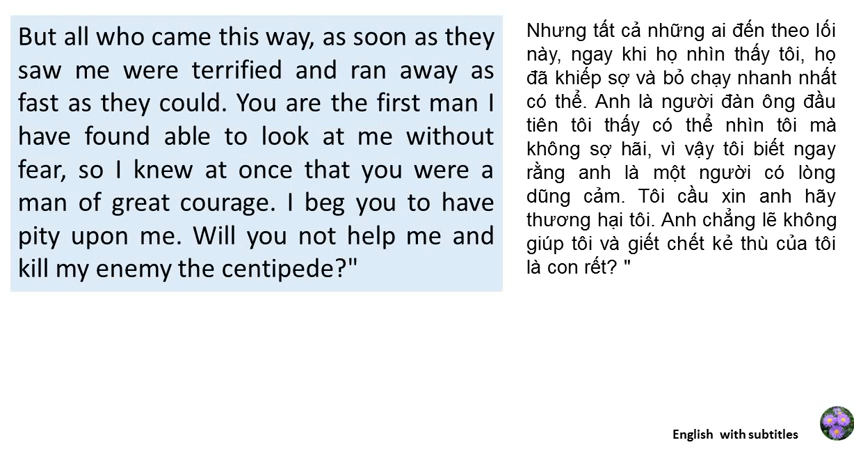 But all who came this way, as soon as they
saw me were terrified and ran away as
fast as they could. You are the first man I
have found able to look at me without
fear, so I knew at once that you were a
man of great courage. I beg you to have
pity upon me. Will you not help me and
kill my enemy the centipede?"
Nhưng tất cả những ai đến theo lối
này, ngay khi họ nhìn thấy tôi, họ
đã khiếp sợ và bỏ chạy nhanh nhất
có thể. Anh là người đàn ông đầu
tiên tôi thấy có thể nhìn tôi mà
không sợ hãi, vì vậy tôi biết ngay
rằng anh là một người có lòng
dũng cảm. Tôi cầu xin anh hãy
thương hại tôi. Anh chẳng lẽ không
giúp tôi và giết chết kẻ thù của tôi
là con rết? "
English with subtitles